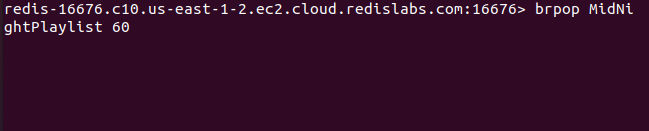 redis-16676.c10.us-east-1-2.ec2.cloud.redislabs.com:16676> brpop MidNi
ghtPlaylist 60